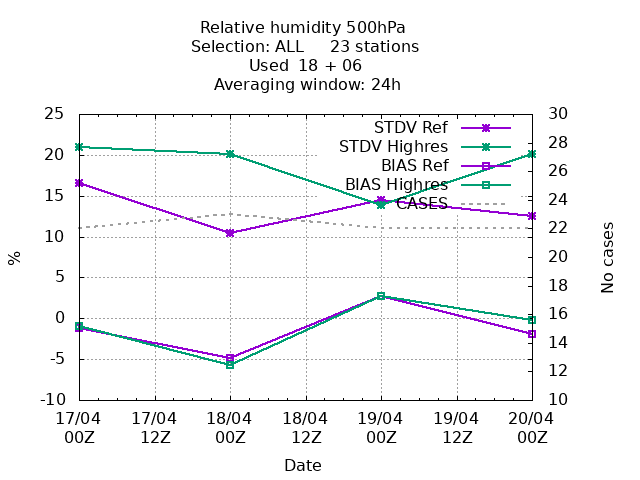 Relative humidity 500hPa
Selection: ALL     23 stations
Used  18 + 06
Averaging window: 24h
25
20
15
10
5
0
-5
-10
%
30
28
26
24
22
20
18
16
14
12
10
No cases
STDV Ref
STDV Highres
BIAS Ref
BIAS Highres
CASES
17/04 17/04 18/04 18/04 19/04 19/04 20/04
00Z 12Z 00Z 12Z 00Z 12Z 00Z
Date